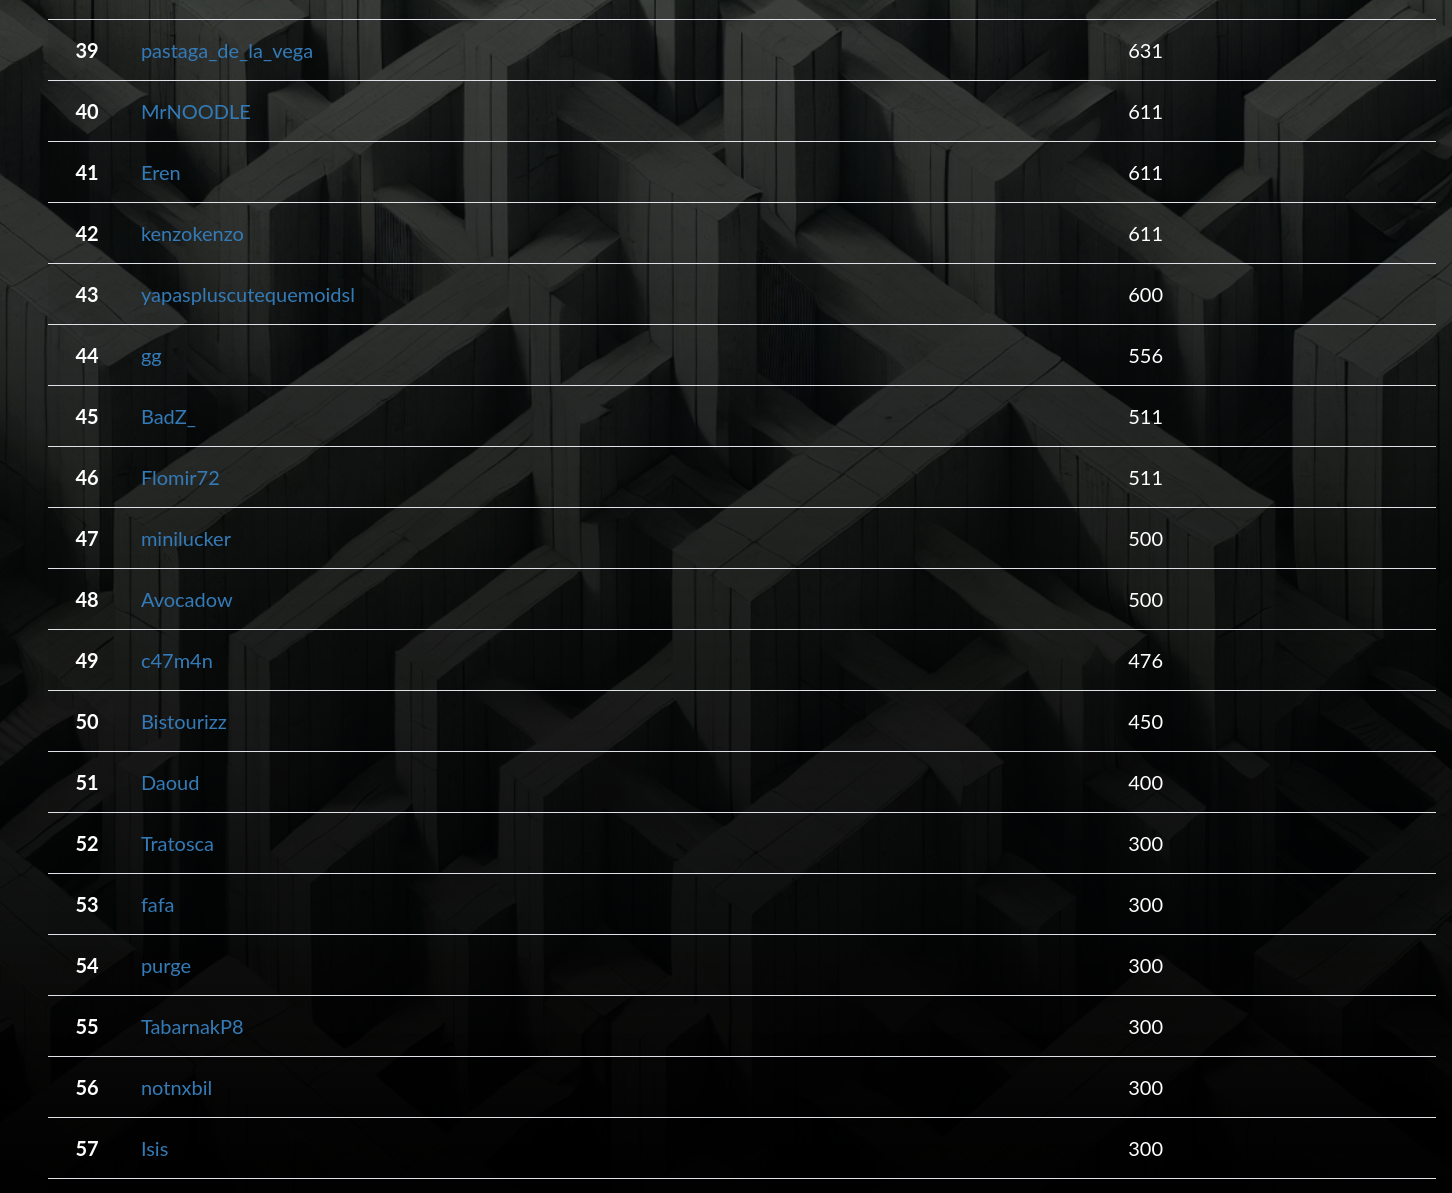 39 pastaga_de_la_vega 631
40 MrNOODLE 611
41 Eren 611
42 kenzokenzo 611
43 yapaspluscutequemoidsl 600
44 gg 556
45 BadZ_ 511
46 Flomir72 511
47 minilucker 500
48 Avocadow 500
49 c47m4n 476
50 Bistourizz 450
51 Daoud 400
52 Tratosca 300
53 fafa 300
54 purge 300
55 TabarnakP8 300
56 notnxbil 300
57 Isis 300